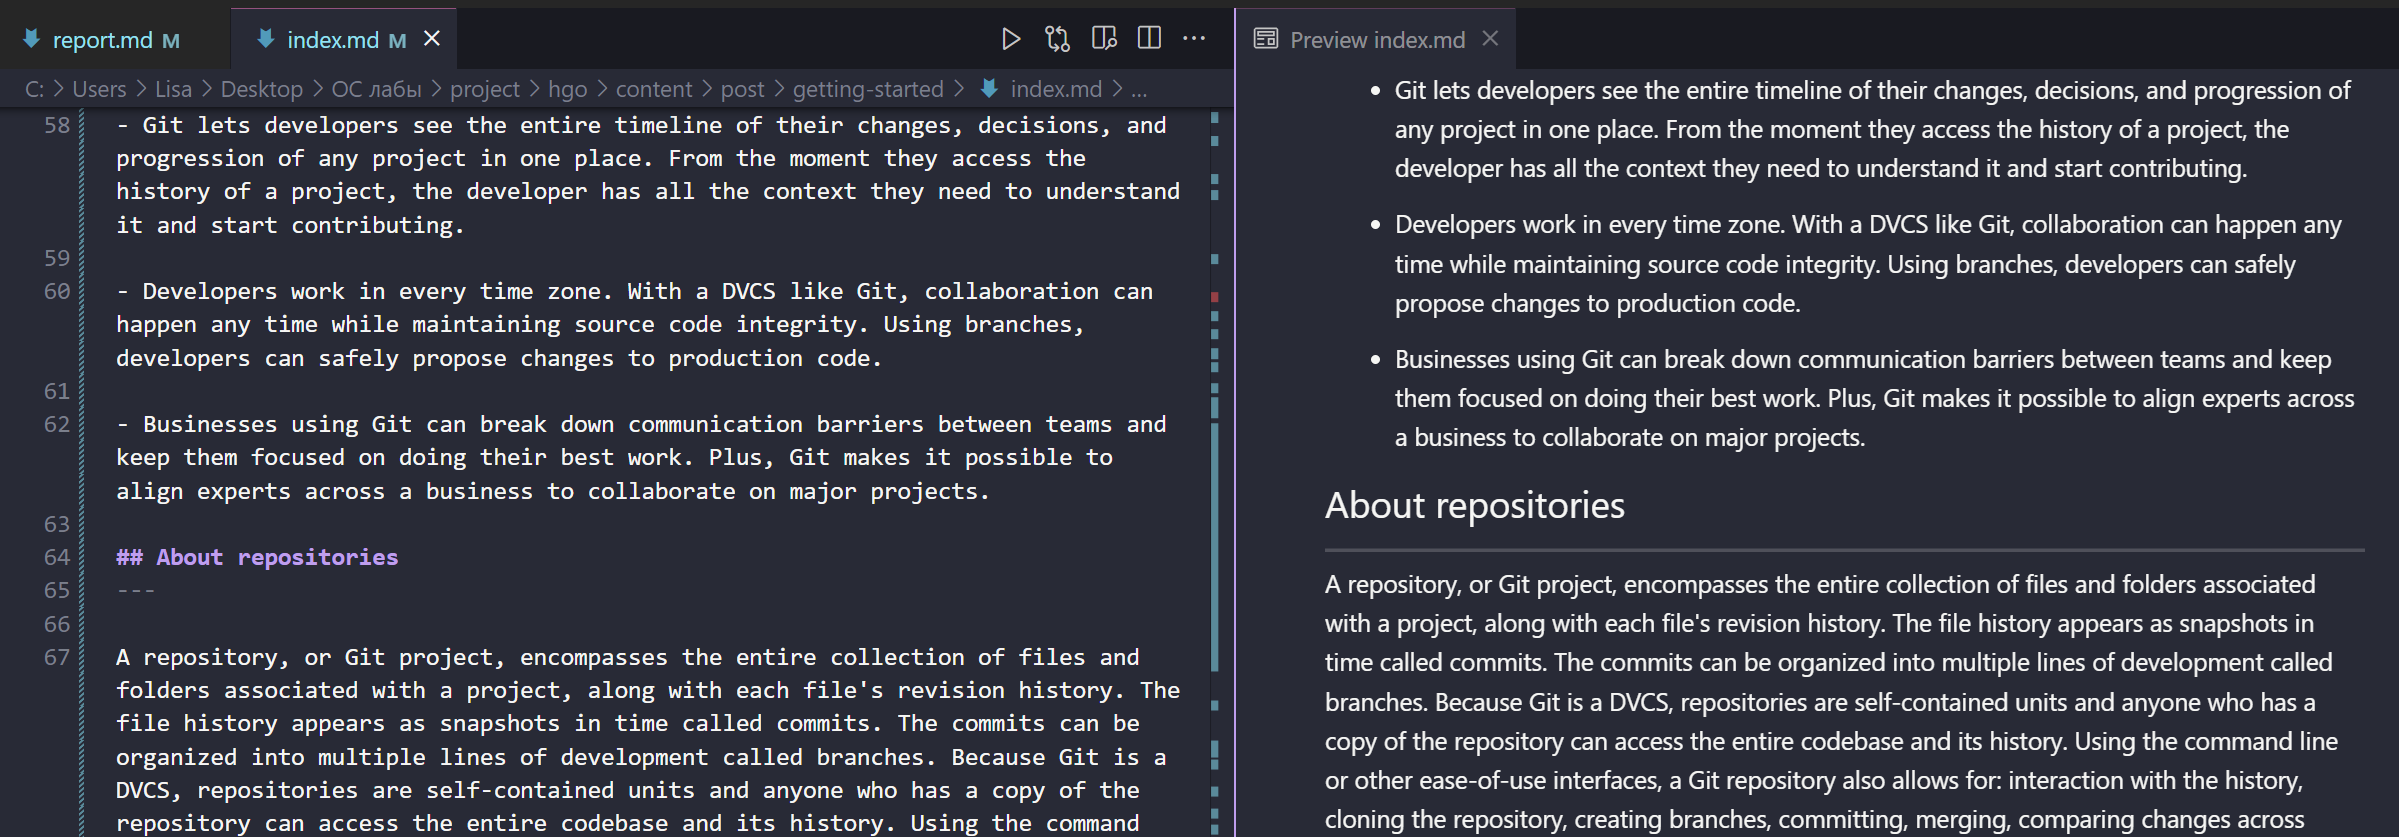 report.md M
index.md M
Preview index.md
C: > Users > Lisa > Desktop > ОС лабы > project > hgo > content > post > getting-started > index.md > ...
58 - Git lets developers see the entire timeline of their changes, decisions, and
progression of any project in one place. From the moment they access the
history of a project, the developer has all the context they need to understand
it and start contributing.
59
60 - Developers work in every time zone. With a DVCS like Git, collaboration can
happen any time while maintaining source code integrity. Using branches,
developers can safely propose changes to production code.
61
62 - Businesses using Git can break down communication barriers between teams and
keep them focused on doing their best work. Plus, Git makes it possible to
align experts across a business to collaborate on major projects.
63
64 ## About repositories
65 ---
66
67 A repository, or Git project, encompasses the entire collection of files and
folders associated with a project, along with each file's revision history. The
file history appears as snapshots in time called commits. The commits can be
organized into multiple lines of development called branches. Because Git is a
DVCS, repositories are self-contained units and anyone who has a copy of the
repository can access the entire codebase and its history. Using the command
• Git lets developers see the entire timeline of their changes, decisions, and progression of
any project in one place. From the moment they access the history of a project, the
developer has all the context they need to understand it and start contributing.
• Developers work in every time zone. With a DVCS like Git, collaboration can happen any
time while maintaining source code integrity. Using branches, developers can safely
propose changes to production code.
• Businesses using Git can break down communication barriers between teams and keep
them focused on doing their best work. Plus, Git makes it possible to align experts across
a business to collaborate on major projects.
About repositories
A repository, or Git project, encompasses the entire collection of files and folders associated
with a project, along with each file's revision history. The file history appears as snapshots in
time called commits. The commits can be organized into multiple lines of development called
branches. Because Git is a DVCS, repositories are self-contained units and anyone who has a
copy of the repository can access the entire codebase and its history. Using the command line
or other ease-of-use interfaces, a Git repository also allows for: interaction with the history,
cloning the repository, creating branches, committing, merging, comparing changes across